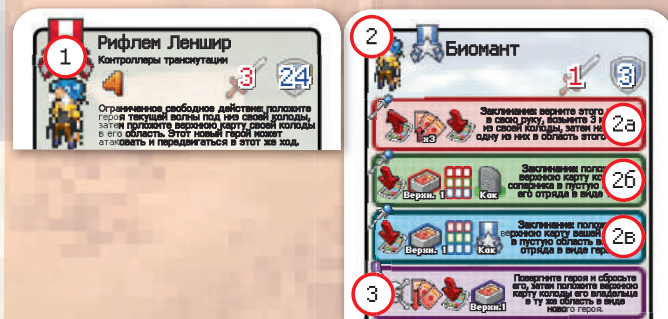 1
Рифлем Леншир
Контроллеры трансмутации
3
24
Ограниченное свободное действие: положите
героя текущей волны под низ своей колоды,
затем положите верхнюю карту своей колоды
в его область. Этот новый герой может
атаковать и передвигаться в этот же ход.
2
Биомант
1
3
Заклинание: верните этого
в свою руку, возьмите 3
из своей колоды, затем
одну из них в область этого
x3
2а
Заклинание:
верхнюю карту
соперника в пустую
его отряда в виде
Верхн. 1
Как
2б
Заклинание:
верхнюю карту вашей
в пустую область
отряда в виде
Верхн. 1
Как
2в
3
Повергните героя и сбросьте
его, затем положите верхнюю
карту колоды его владельца
в ту же область в виде
нового героя.
Верхн.1